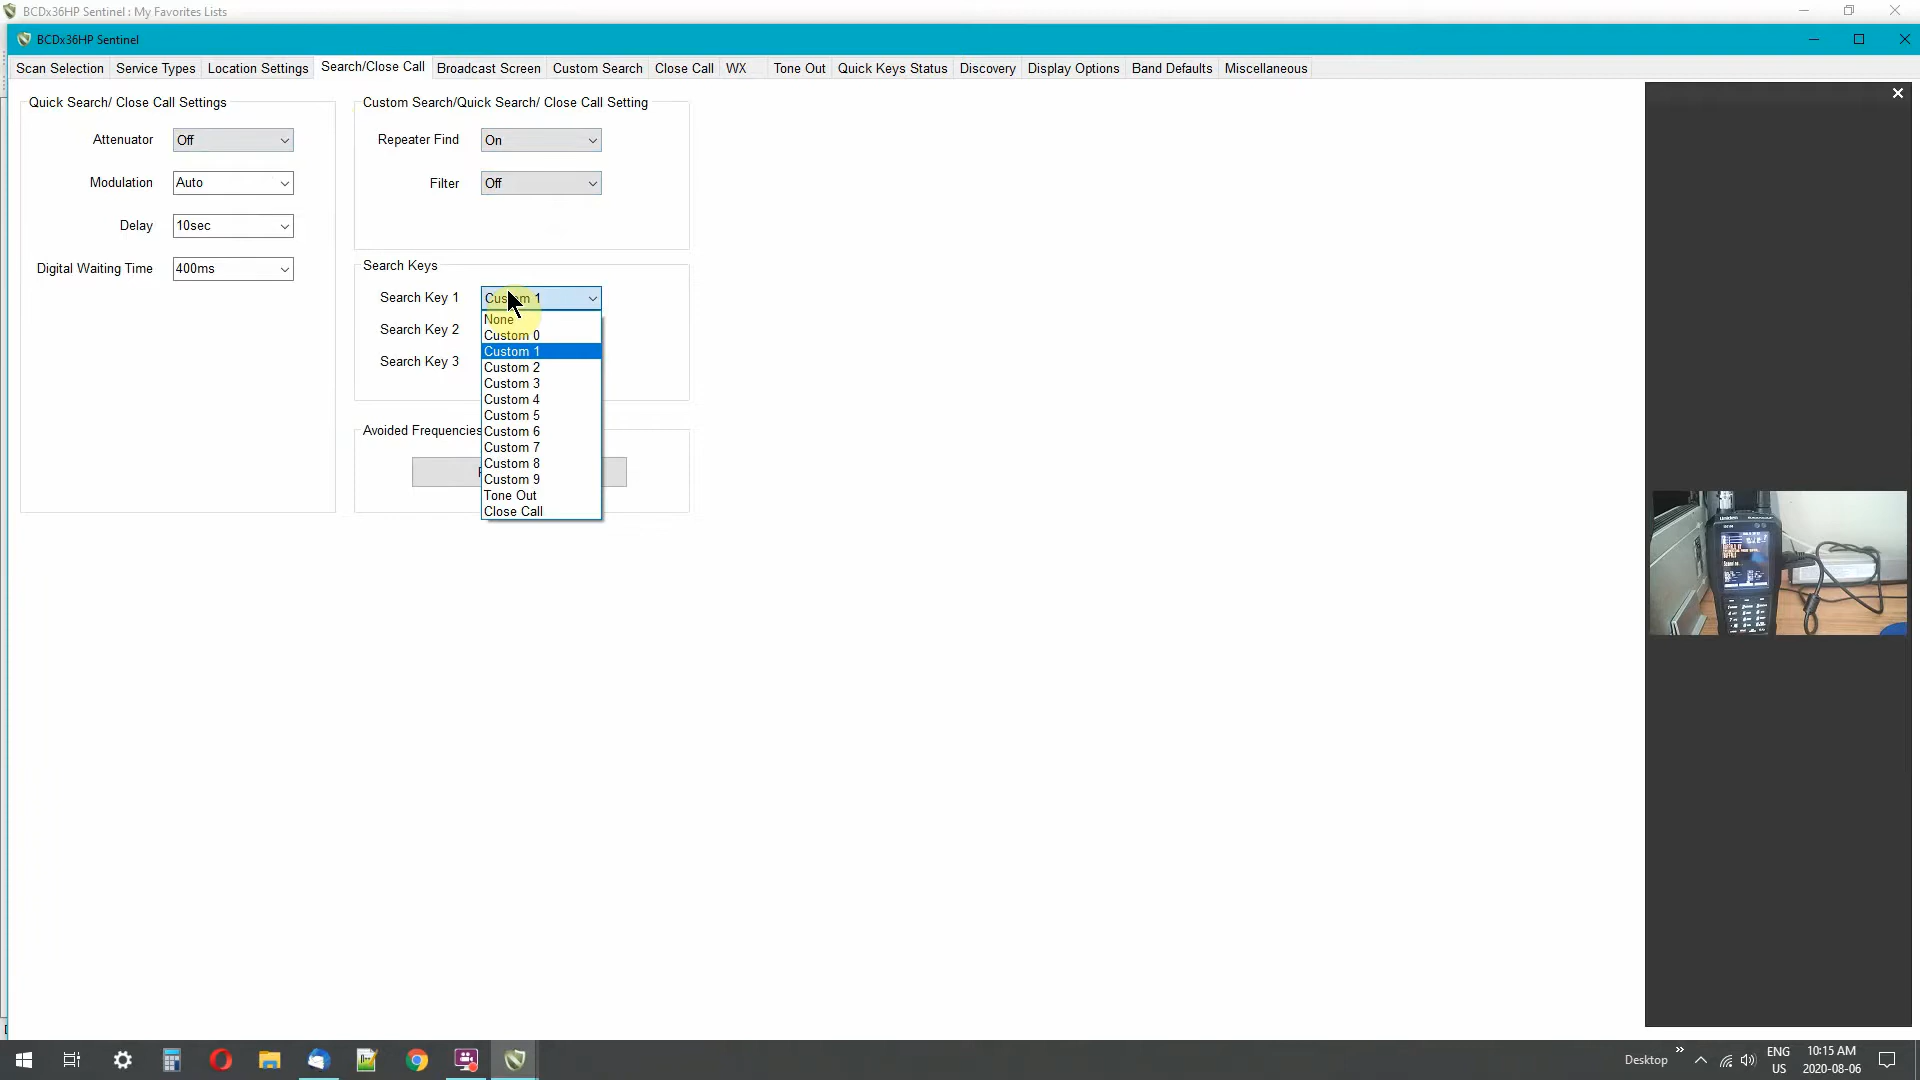 BCDx36HP Sentinel : My Favorites Lists
BCDx36HP Sentinel
Scan Selection Service Types Location Settings Search/Close Call Broadcast Screen Custom Search Close Call WX Tone Out Quick Keys Status Discovery Display Options Band Defaults Miscellaneous
Quick Search/ Close Call Settings
Attenuator Off
Modulation Auto
Delay 10sec
Digital Waiting Time 400ms
Custom Search/Quick Search/ Close Call Setting
Repeater Find On
Filter Off
Search Keys
Search Key 1 Custom 1
Search Key 2
Search Key 3
None
Custom 0
Custom 1
Custom 2
Custom 3
Custom 4
Custom 5
Custom 6
Custom 7
Custom 8
Custom 9
Tone Out
Close Call
Avoided Frequencies
Uniden
Desktop
ENG
US
10:15 AM
2020-08-06